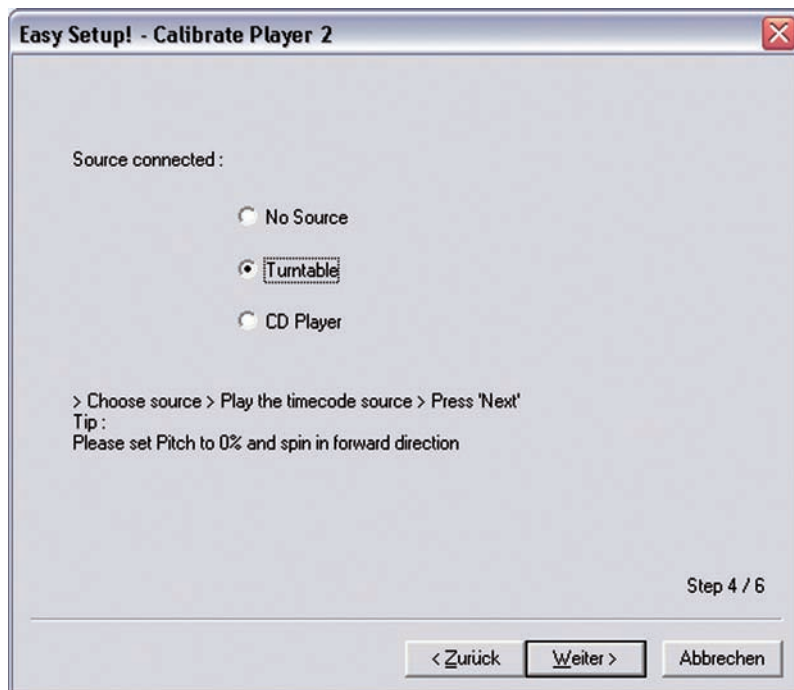 Easy Setup! - Calibrate Player 2
Source connected :
No Source
Turntable
CD Player
> Choose source > Play the timecode source > Press 'Next'
Tip :
Please set Pitch to 0% and spin in forward direction
Step 4 / 6
< Zurück Weiter > Abbrechen